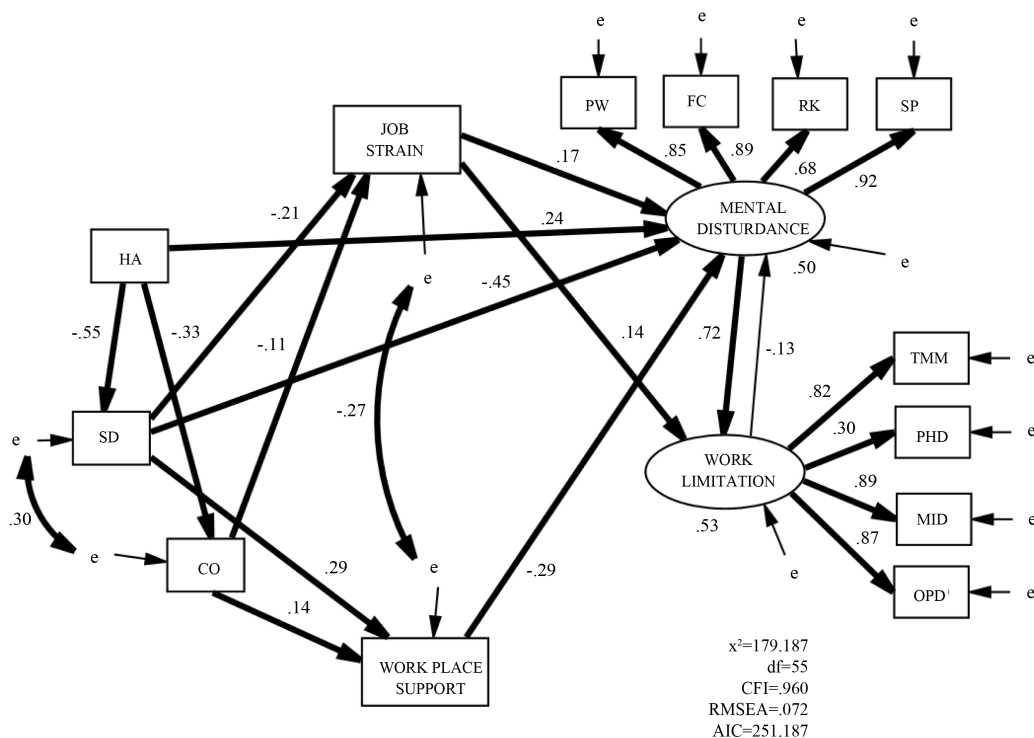 e e e e
PW FC RK SP
JOB
STRAIN
.17 .85 .89 .68 .92
-.21
MENTAL
DISTURDANCE
HA
.24
e
-.45
.50
e
-.55 -.33
-.11
.14 .72 -.13
TMM e
.82
-.27
.30
PHD e
e
SD
WORK
LIMITATION
.89
MID e
.53
.87
.30
e
CO
.29
e
-.29
e
OPD e
.14
WORK PLACE
SUPPORT
x²=179.187
df=55
CFI=.960
RMSEA=.072
AIC=251.187